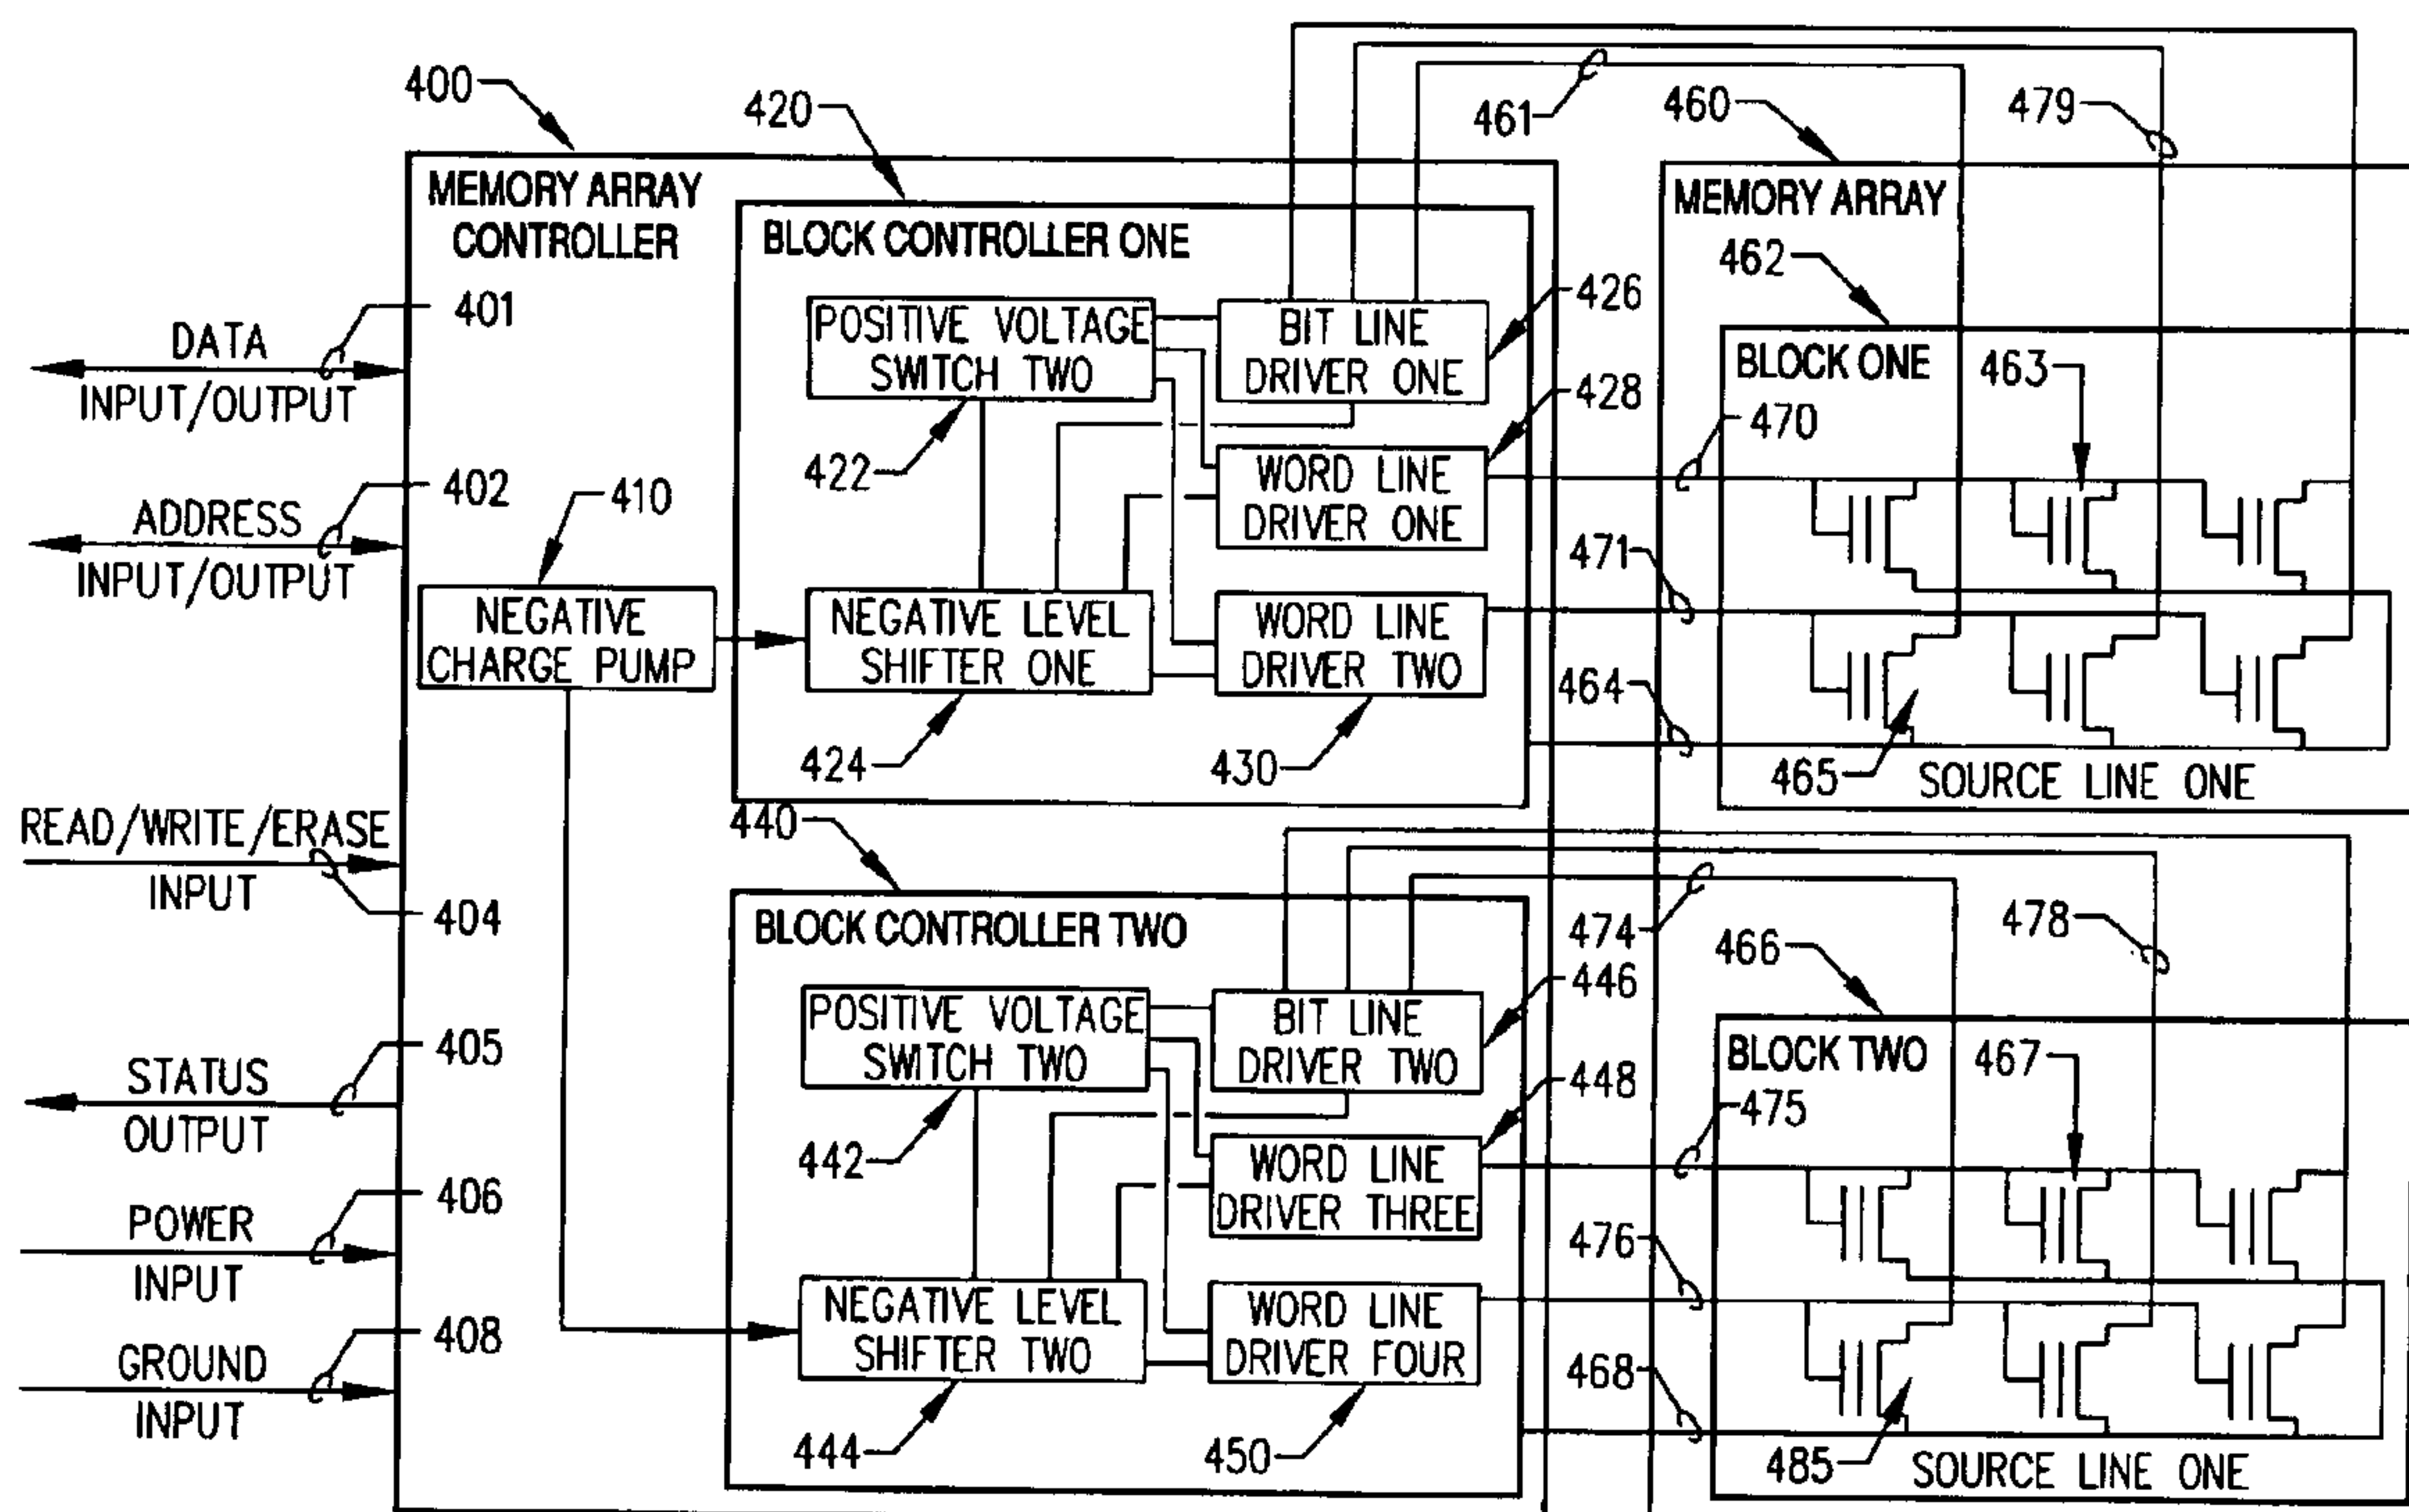 400
420
461
460
479
MEMORY ARRAY
CONTROLLER
BLOCK CONTROLLER ONE
MEMORY ARRAY
462
401
DATA
INPUT/OUTPUT
POSITIVE VOLTAGE
SWITCH TWO
BIT LINE
DRIVER ONE
426
BLOCK ONE
463
428
470
422
402
410
ADDRESS
INPUT/OUTPUT
WORD LINE
DRIVER ONE
471
NEGATIVE
CHARGE PUMP
NEGATIVE LEVEL
SHIFTER ONE
WORD LINE
DRIVER TWO
464
424
430
465
SOURCE LINE ONE
READ/WRITE/ERASE
INPUT
404
440
BLOCK CONTROLLER TWO
474
478
466
POSITIVE VOLTAGE
SWITCH TWO
BIT LINE
DRIVER TWO
446
BLOCK TWO
467
405
STATUS
OUTPUT
448
475
442
WORD LINE
DRIVER THREE
406
POWER
INPUT
476
NEGATIVE LEVEL
SHIFTER TWO
WORD LINE
DRIVER FOUR
408
GROUND
INPUT
468
444
450
485
SOURCE LINE ONE